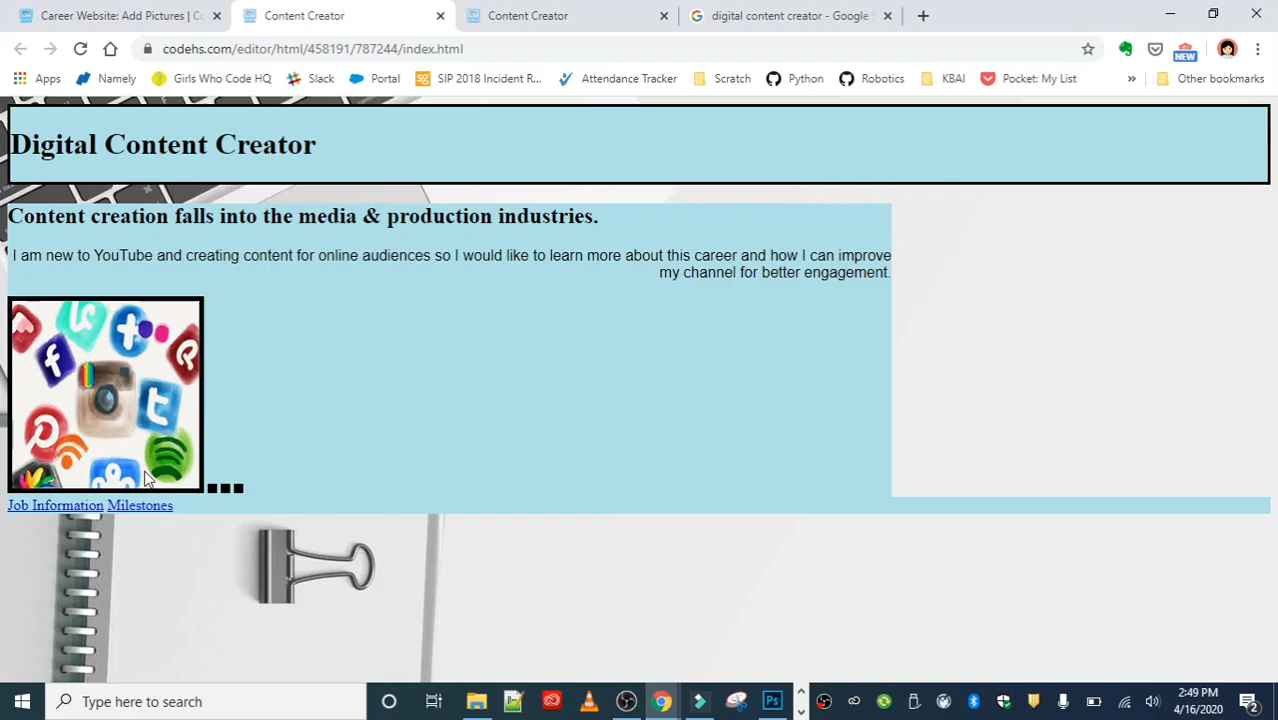 Career Website: Add Pictures | C
Content Creator
Content Creator
digital content creator - Google S
codehs.com/editor/html/458191/787244/index.html
NEW
Apps
Namely
Girls Who Code HQ
Slack
Portal
SIP 2018 Incident R...
Attendance Tracker
Scratch
Python
Robotics
KBAI
Pocket: My List
»
Other bookmarks
Digital Content Creator
Content creation falls into the media & production industries.
I am new to YouTube and creating content for online audiences so I would like to learn more about this career and how I can improve
my channel for better engagement.
Job Information Milestones
Type here to search
2:49 PM
4/16/2020
2